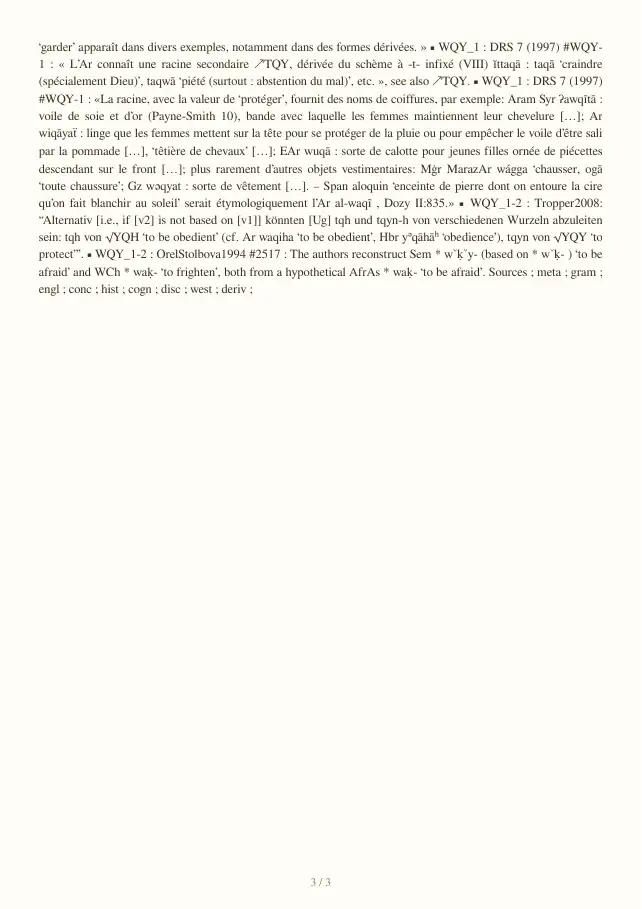 ‘garder’ apparaît dans divers exemples, notamment dans des formes dérivées. » ▪ WQY_1 : DRS 7 (1997) #WQY-
1 : « L’Ar connaît une racine secondaire ↗TQY, dérivée du schème à -t- infixé (VIII) ĭttaqā : taqā ‘craindre
(spécialement Dieu)’, taqwā ‘piété (surtout : abstention du mal)’, etc. », see also ↗TQY. ▪ WQY_1 : DRS 7 (1997)
#WQY-1 : «La racine, avec la valeur de ‘protéger’, fournit des noms de coiffures, par exemple: Aram Syr ʔawqītā :
voile de soie et d’or (Payne-Smith 10), bande avec laquelle les femmes maintiennent leur chevelure […]; Ar
wiqāyaẗ : linge que les femmes mettent sur la tête pour se protéger de la pluie ou pour empêcher le voile d’être sali
par la pommade […], ‘têtière de chevaux’ […]; EAr wuqā : sorte de calotte pour jeunes filles ornée de piécettes
descendant sur le front […]; plus rarement d’autres objets vestimentaires: Mġr MarazAr wágga ‘chausser, ogā
‘toute chaussure’; Gz wəqyat : sorte de vêtement […]. – Span aloquin ‘enceinte de pierre dont on entoure la cire
qu’on fait blanchir au soleil’ serait étymologiquement l’Ar al-waqī , Dozy II:835.» ▪ WQY_1-2 : Tropper2008:
“Alternativ [i.e., if [v2] is not based on [v1]] könnten [Ug] tqh und tqyn-h von verschiedenen Wurzeln abzuleiten
sein: tqh von √YQH ‘to be obedient’ (cf. Ar waqiha ‘to be obedient’, Hbr yᵊqāhāʰ ‘obedience’), tqyn von √YQY ‘to
protect’”. ▪ WQY_1-2 : OrelStolbova1994 #2517 : The authors reconstruct Sem * wˇḳˇy- (based on * wˇḳ- ) ‘to be
afraid’ and WCh * waḳ- ‘to frighten’, both from a hypothetical AfrAs * waḳ- ‘to be afraid’. Sources ; meta ; gram ;
engl ; conc ; hist ; cogn ; disc ; west ; deriv ;
3 / 3